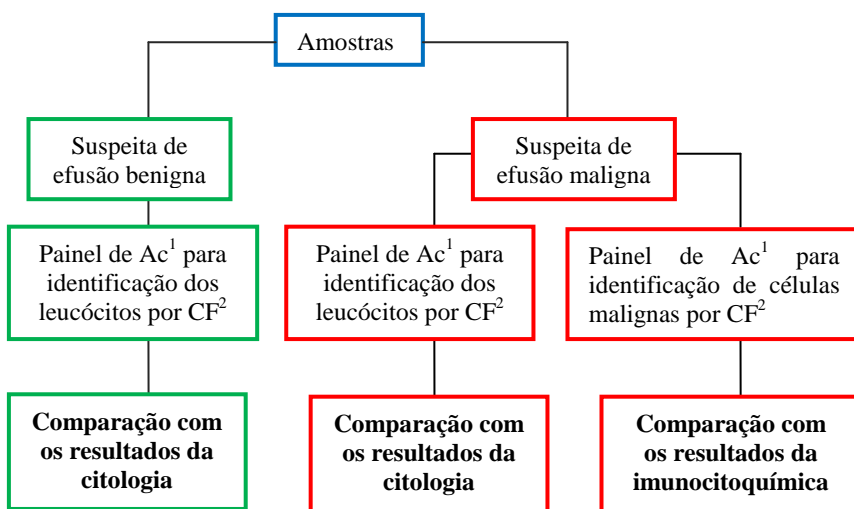 Amostras
Suspeita de
efusão benigna
Suspeita de
efusão maligna
Painel de Ac¹ para
identificação dos
leucócitos por CF²
Painel de Ac¹ para
identificação dos
leucócitos por CF²
Painel de Ac¹ para
identificação de células
malignas por CF²
Comparação com
os resultados da
citologia
Comparação com
os resultados da
citologia
Comparação com
os resultados da
imunocitoquímica